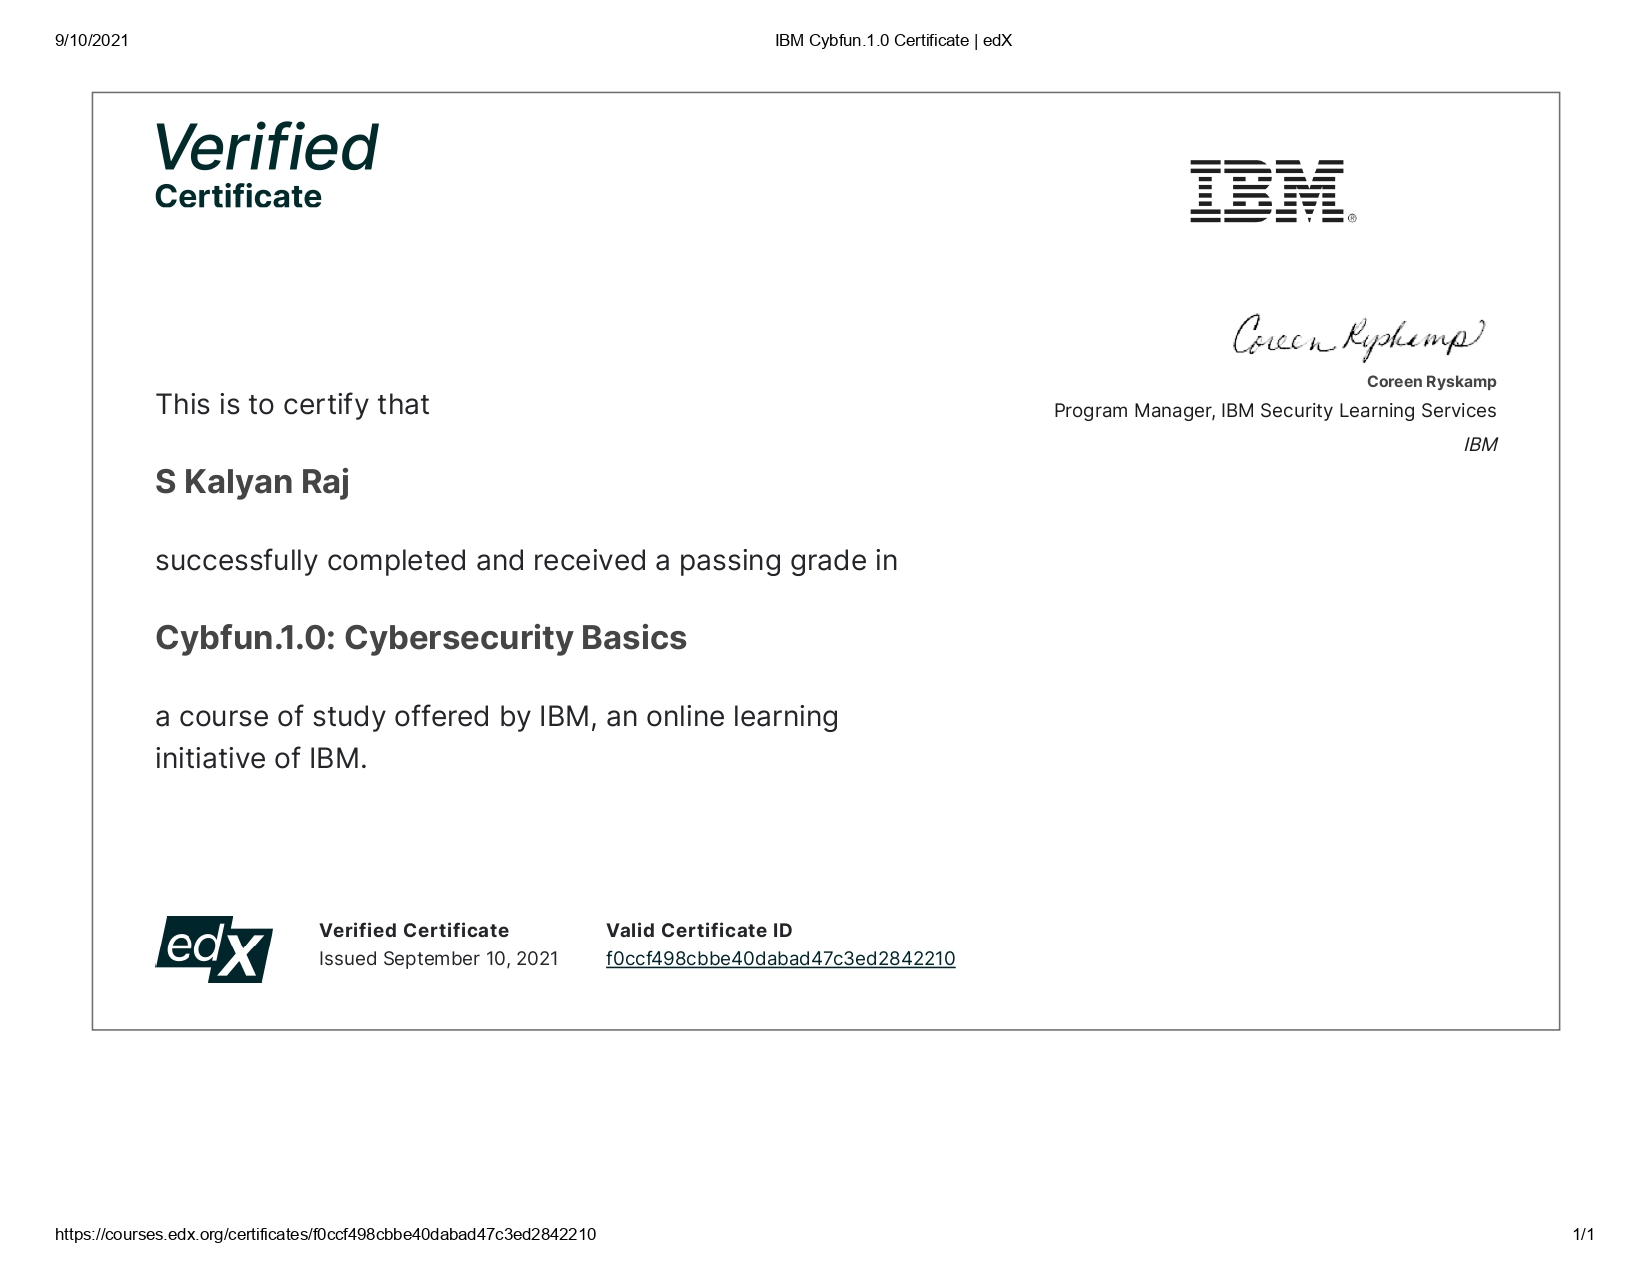 9/10/2021 IBM Cybfun.1.0 Certificate | edX
Verified
Certificate
IBM®
Coreen Ryskamp
Coreen Ryskamp
Program Manager, IBM Security Learning Services
IBM
This is to certify that
S Kalyan Raj
successfully completed and received a passing grade in
Cybfun.1.0: Cybersecurity Basics
a course of study offered by IBM, an online learning
initiative of IBM.
edX
Verified Certificate
Issued September 10, 2021
Valid Certificate ID
f0ccf498cbbe40dabad47c3ed2842210
https://courses.edx.org/certificates/f0ccf498cbbe40dabad47c3ed2842210 1/1